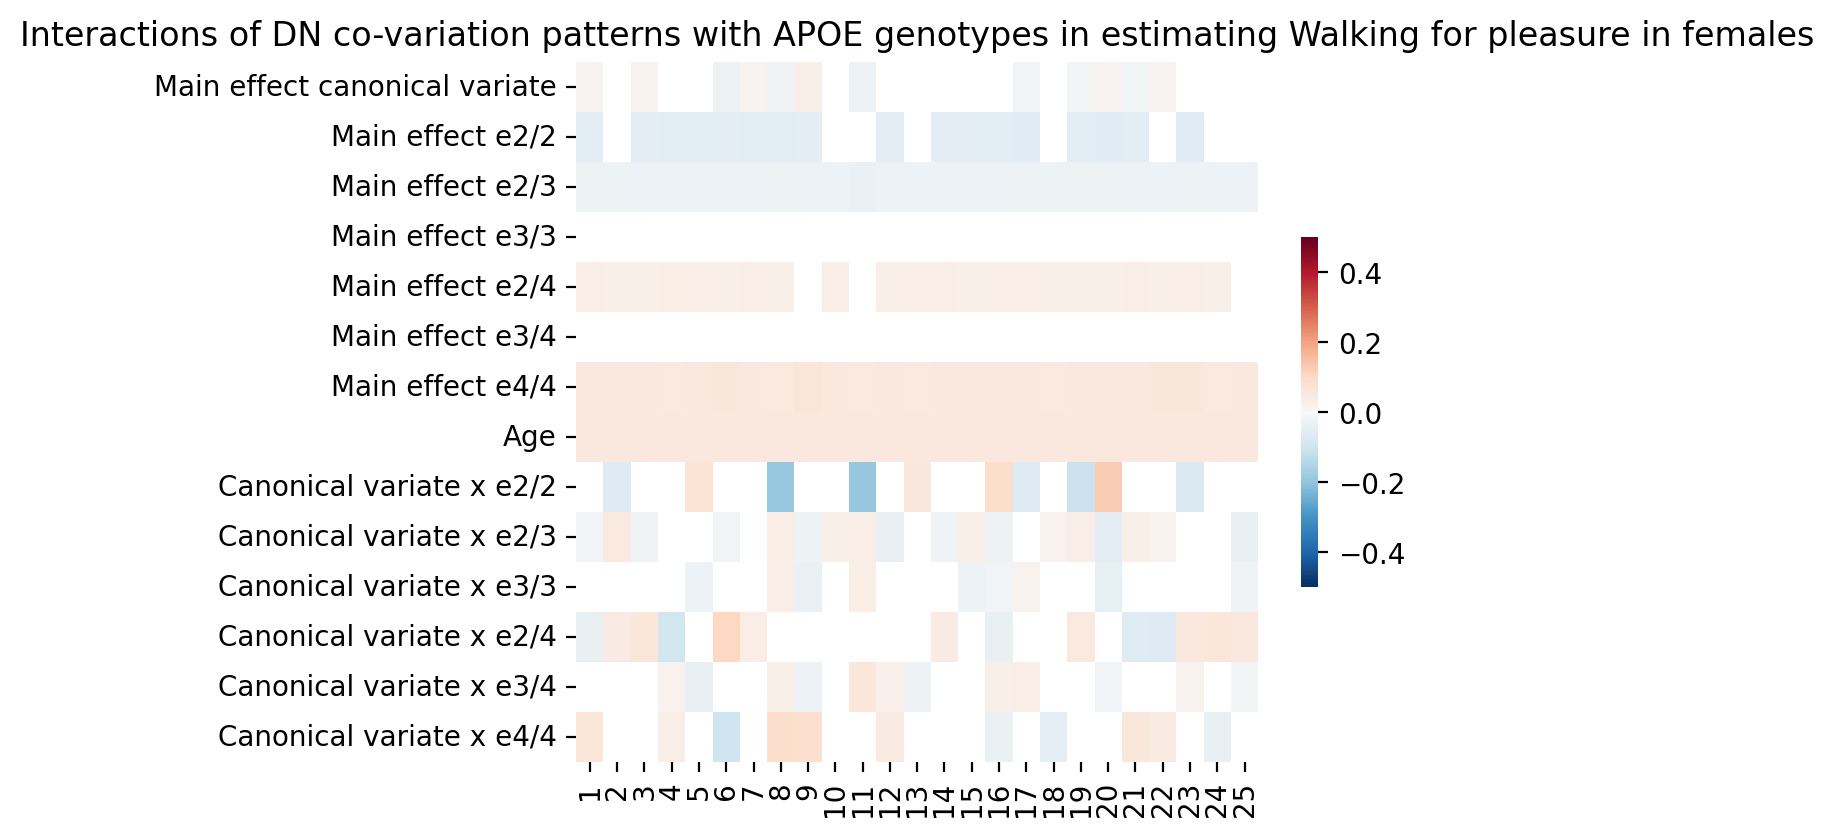 Interactions of DN co-variation patterns with APOE genotypes in estimating Walking for pleasure in females
Main effect canonical variate
Main effect e2/2
Main effect e2/3
Main effect e3/3
Main effect e2/4
Main effect e3/4
Main effect e4/4
Age
Canonical variate x e2/2
Canonical variate x e2/3
Canonical variate x e3/3
Canonical variate x e2/4
Canonical variate x e3/4
Canonical variate x e4/4
1 2 3 4 5 6 7 8 9 10 11 12 13 14 15 16 17 18 19 20 21 22 23 24 25
0.4
0.2
0.0
−0.2
−0.4